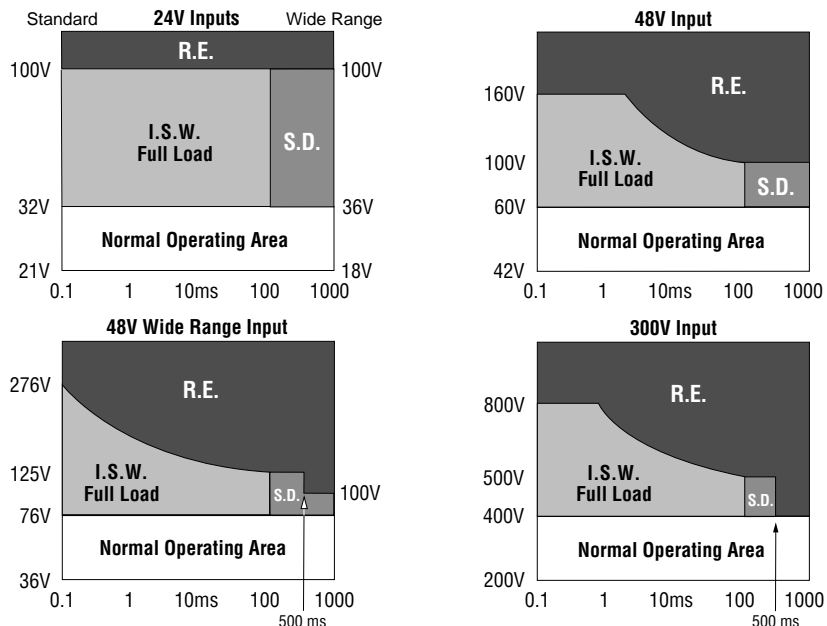 Standard 24V Inputs Wide Range
R.E.
100V 100V
I.S.W.
Full Load
S.D.
32V 36V
Normal Operating Area
21V 18V
0.1 1 10ms 100 1000
48V Input
R.E.
160V
I.S.W.
Full Load
100V
S.D.
60V
Normal Operating Area
42V
0.1 1 10ms 100 1000
48V Wide Range Input
276V
R.E.
125V
I.S.W.
Full Load
S.D.
100V
76V
Normal Operating Area
36V
0.1 1 10ms 100 1000
500 ms
300V Input
800V
R.E.
500V
I.S.W.
Full Load
S.D.
400V
Normal Operating Area
200V
0.1 1 10ms 100 1000
500 ms